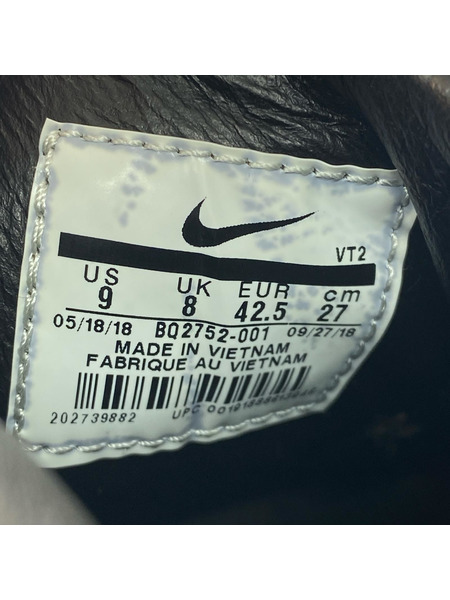 VT2
US UK EUR cm
9 8 42.5 27
05/18/18 BQ2752-001 09/27/18
MADE IN VIETNAM
FABRIQUE AU VIETNAM
202739882 UPC